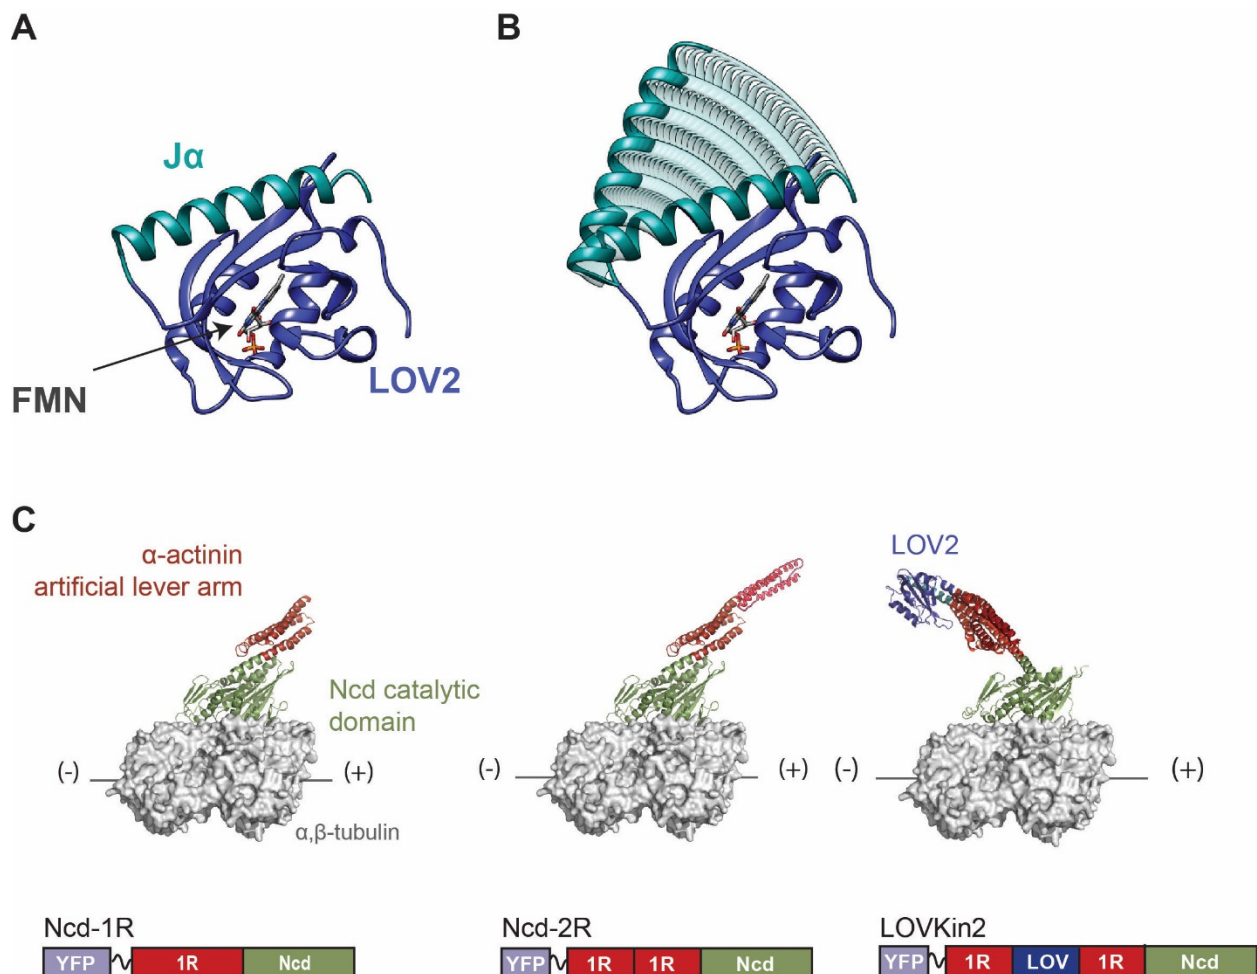 A
B
Jα
FMN
LOV2
C
α-actinin
artificial lever arm
LOV2
Ncd catalytic
domain
(-)
(+)
(-)
(+)
(-)
(+)
α,β-tubulin
Ncd-1R
Ncd-2R
LOVKin2
YFP 1R Ncd
YFP 1R 1R Ncd
YFP 1R LOV 1R Ncd